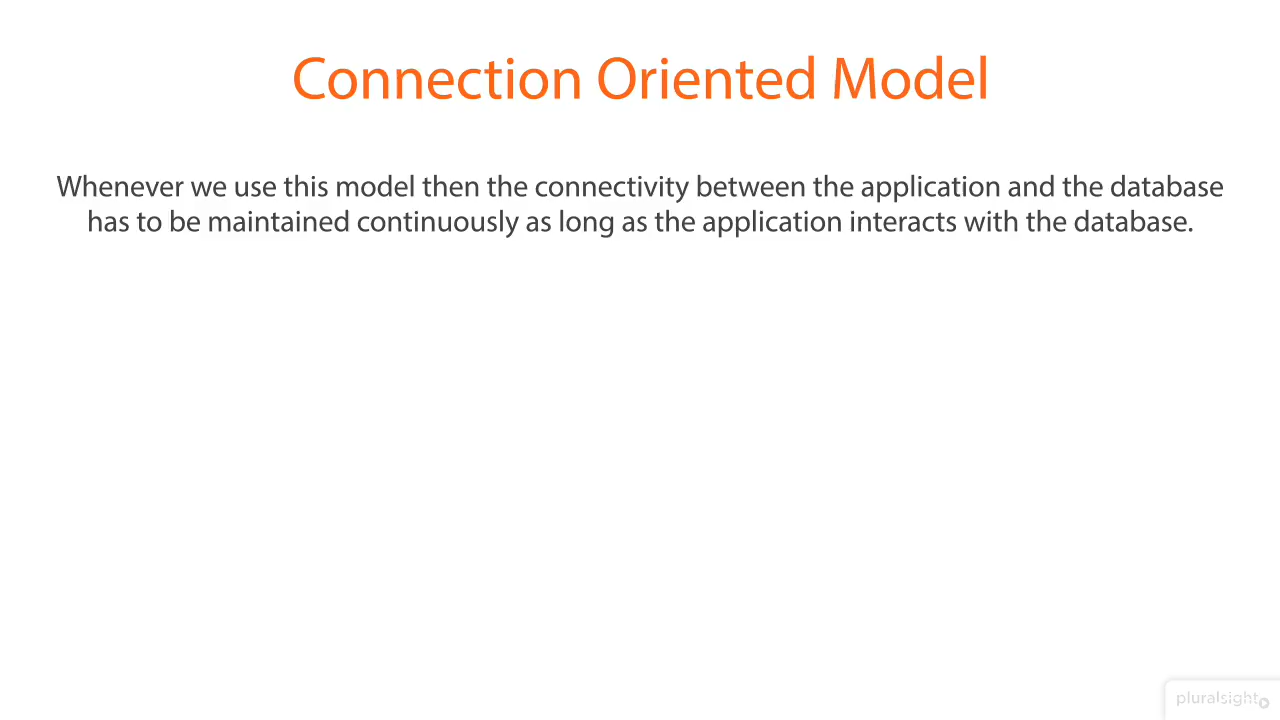 Connection Oriented Model
Whenever we use this model then the connectivity between the application and the database
has to be maintained continuously as long as the application interacts with the database.
pluralsight